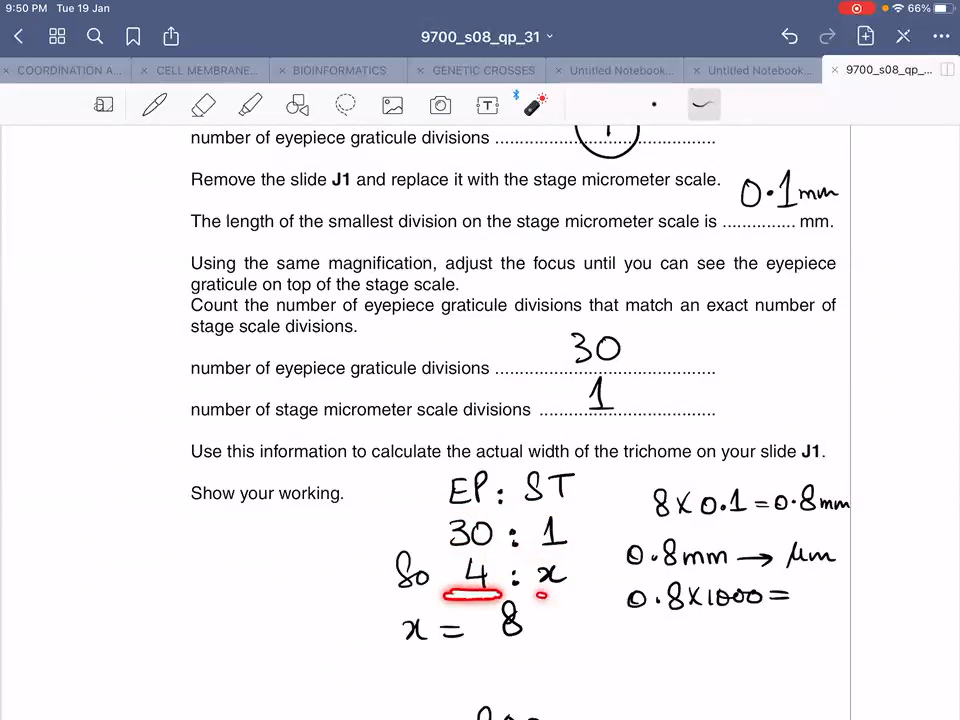 9:50 PM Tue 19 Jan
66%
9700_s08_qp_31
COORDINATION A...
CELL MEMBRANE...
BIOINFORMATICS
GENETIC CROSSES
Untitled Notebook...
Untitled Notebook...
9700_s08_qp_...
number of eyepiece graticule divisions
Remove the slide J1 and replace it with the stage micrometer scale.
0.1mm
The length of the smallest division on the stage micrometer scale is ............... mm.
Using the same magnification, adjust the focus until you can see the eyepiece
graticule on top of the stage scale.
Count the number of eyepiece graticule divisions that match an exact number of
stage scale divisions.
30
number of eyepiece graticule divisions
1
number of stage micrometer scale divisions
Use this information to calculate the actual width of the trichome on your slide J1.
Show your working.
EP : ST
30 : 1
So 4 : x
x = 8
8 x 0.1 = 0.8mm
0.8mm → µm
0.8x1000 =